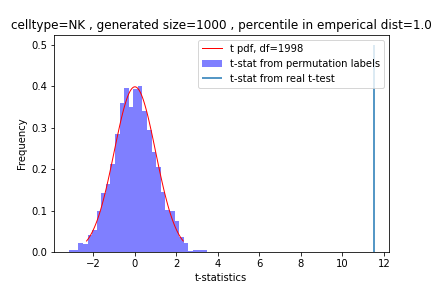 celltype=NK , generated size=1000 , percentile in emperical dist=1.0
0.5
0.4
0.3
0.2
0.1
0.0
Frequency
t pdf, df=1998
t-stat from permutation labels
t-stat from real t-test
−2 0 2 4 6 8 10 12
t-statistics